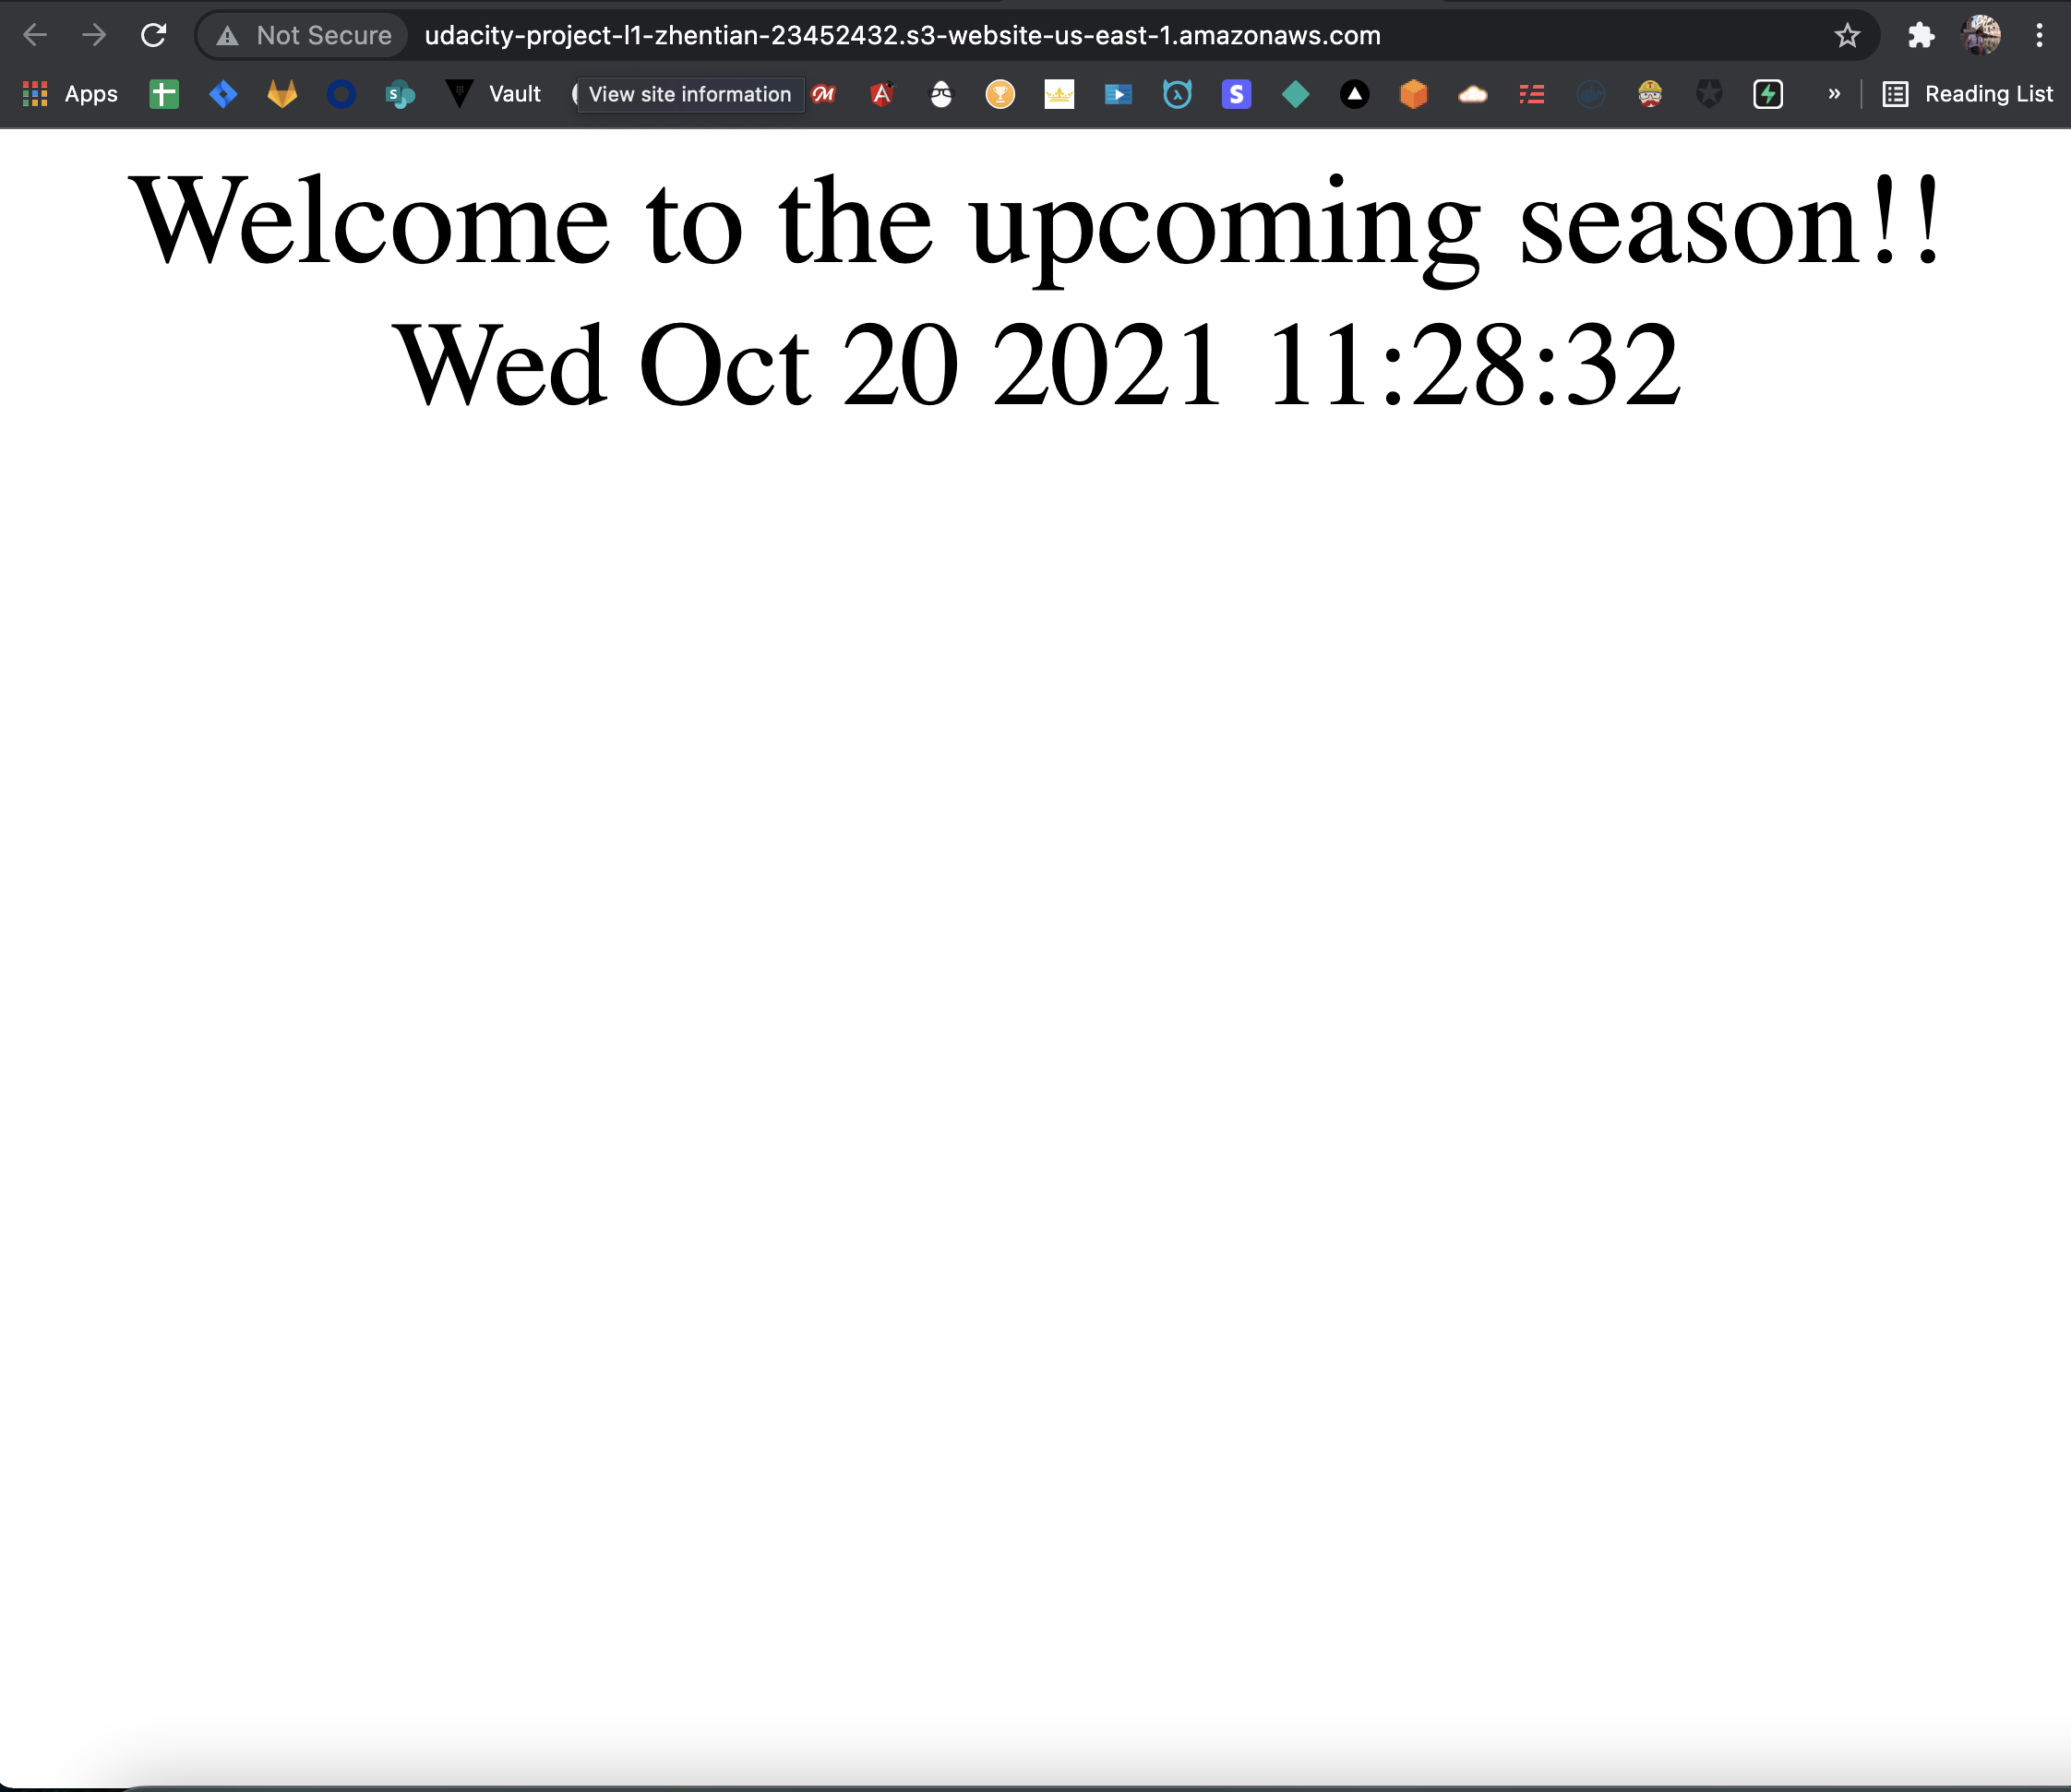 Not Secure udacity-project-l1-zhentian-23452432.s3-website-us-east-1.amazonaws.com
Apps S Vault View site information M A S » Reading List
Welcome to the upcoming season!!
Wed Oct 20 2021 11:28:32